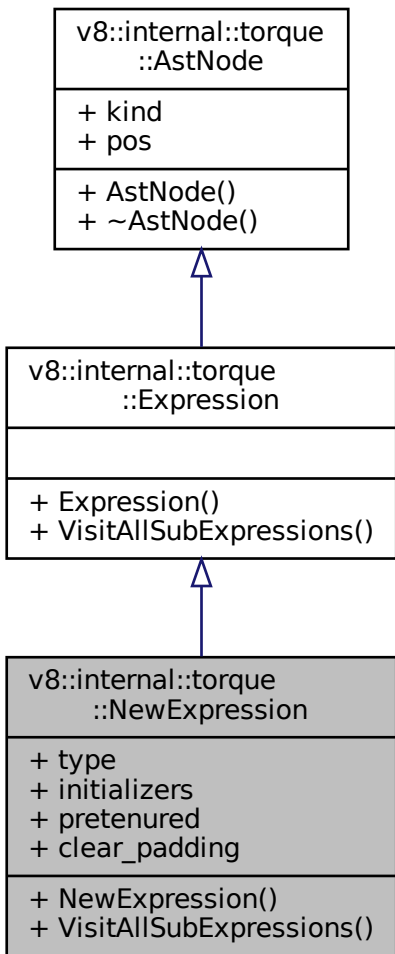 v8::internal::torque
::AstNode
+ kind
+ pos
+ AstNode()
+ ~AstNode()
v8::internal::torque
::Expression
+ Expression()
+ VisitAllSubExpressions()
v8::internal::torque
::NewExpression
+ type
+ initializers
+ pretenured
+ clear_padding
+ NewExpression()
+ VisitAllSubExpressions()